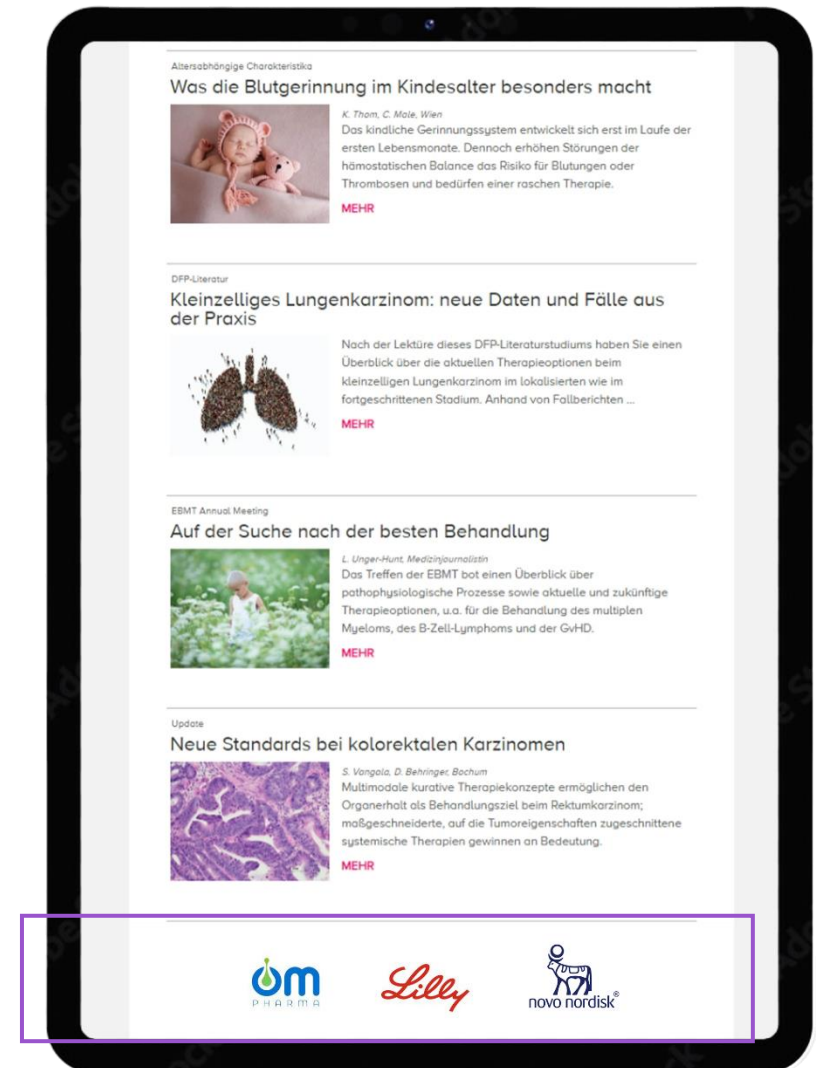 Altersabhängige Charakteristika
Was die Blutgerinnung im Kindesalter besonders macht
K. Thom, C. Male, Wien
Das kindliche Gerinnungssystem entwickelt sich erst im Laufe der
ersten Lebensmonate. Dennoch erhöhen Störungen der
hämostatischen Balance das Risiko für Blutungen oder
Thrombosen und bedürfen einer raschen Therapie.
MEHR
DFP-Literatur
Kleinzelliges Lungenkarzinom: neue Daten und Fälle aus
der Praxis
Nach der Lektüre dieses DFP-Literaturstudiums haben Sie einen
Überblick über die aktuellen Therapieoptionen beim
kleinzelligen Lungenkarzinom im lokalisierten wie im
fortgeschrittenen Stadium. Anhand von Fallberichten ...
MEHR
EBMT Annual Meeting
Auf der Suche nach der besten Behandlung
L. Unger-Hunt, Medizinjournalistin
Das Treffen der EBMT bot einen Überblick über
pathophysiologische Prozesse sowie aktuelle und zukünftige
Therapieoptionen, u.a. für die Behandlung des multiplen
Myeloms, des B-Zell-Lymphoms und der GvHD.
MEHR
Update
Neue Standards bei kolorektalen Karzinomen
S. Vangala, D. Behringer, Bochum
Multimodale kurative Therapiekonzepte ermöglichen den
Organerhalt als Behandlungsziel beim Rektumkarzinom;
maßgeschneiderte, auf die Tumoreigenschaften zugeschnittene
systemische Therapien gewinnen an Bedeutung.
MEHR
om
PHARMA
Lilly
novo nordisk®